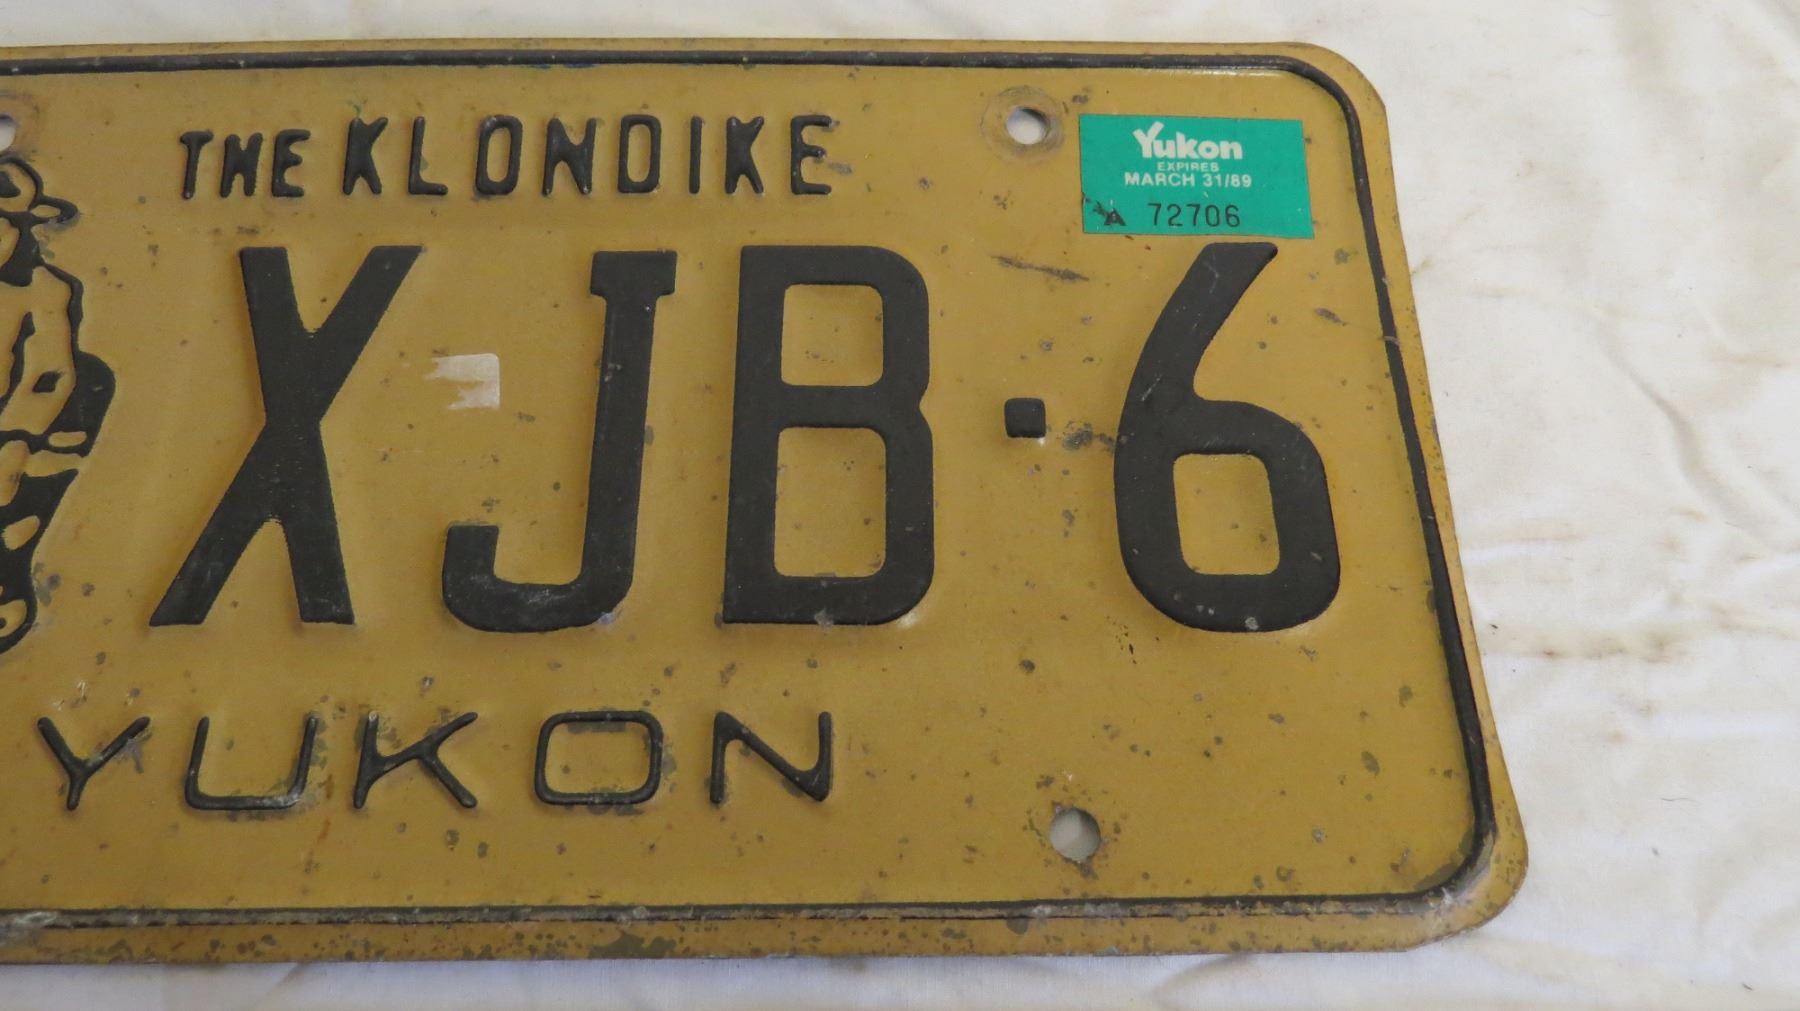 THE KLONDIKE
Yukon
EXPIRES
MARCH 31/89
A 72706
XJB·6
YUKON